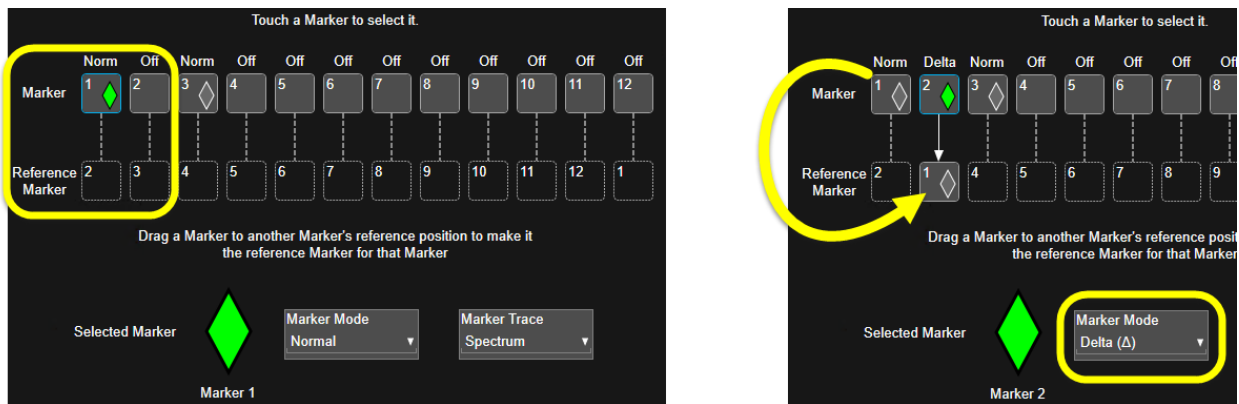 Touch a Marker to select it.
Norm Off Norm Off Off Off Off Off Off Off Off Off
Marker 1 2 3 4 5 6 7 8 9 10 11 12
Reference Marker 2 3 4 5 6 7 8 9 10 11 12 1
Drag a Marker to another Marker's reference position to make it
the reference Marker for that Marker
Selected Marker
Marker Mode
Normal
Marker Trace
Spectrum
Marker 1
Touch a Marker to select it.
Norm Delta Norm Off Off Off Off Off
Marker 1 2 3 4 5 6 7 8
Reference Marker 2 1 4 5 6 7 8 9
Drag a Marker to another Marker's reference posit
the reference Marker for that Marker
Selected Marker
Marker Mode
Delta (Δ)
Marker 2